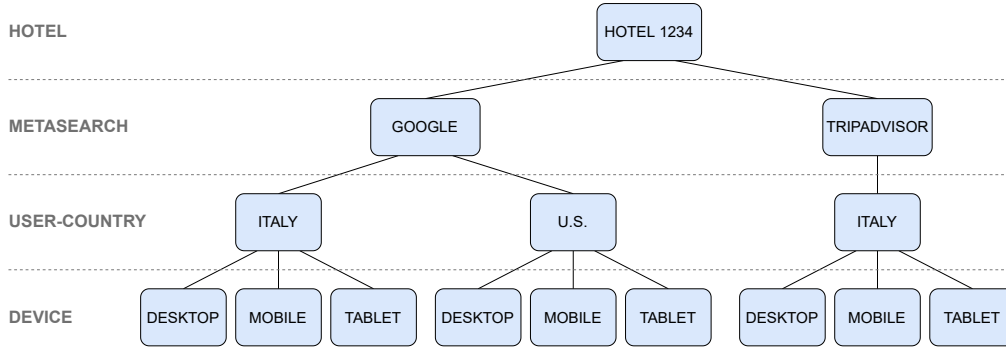 HOTEL
HOTEL 1234
METASEARCH
GOOGLE
TRIPADVISOR
USER-COUNTRY
ITALY
U.S.
ITALY
DEVICE
DESKTOP
MOBILE
TABLET
DESKTOP
MOBILE
TABLET
DESKTOP
MOBILE
TABLET